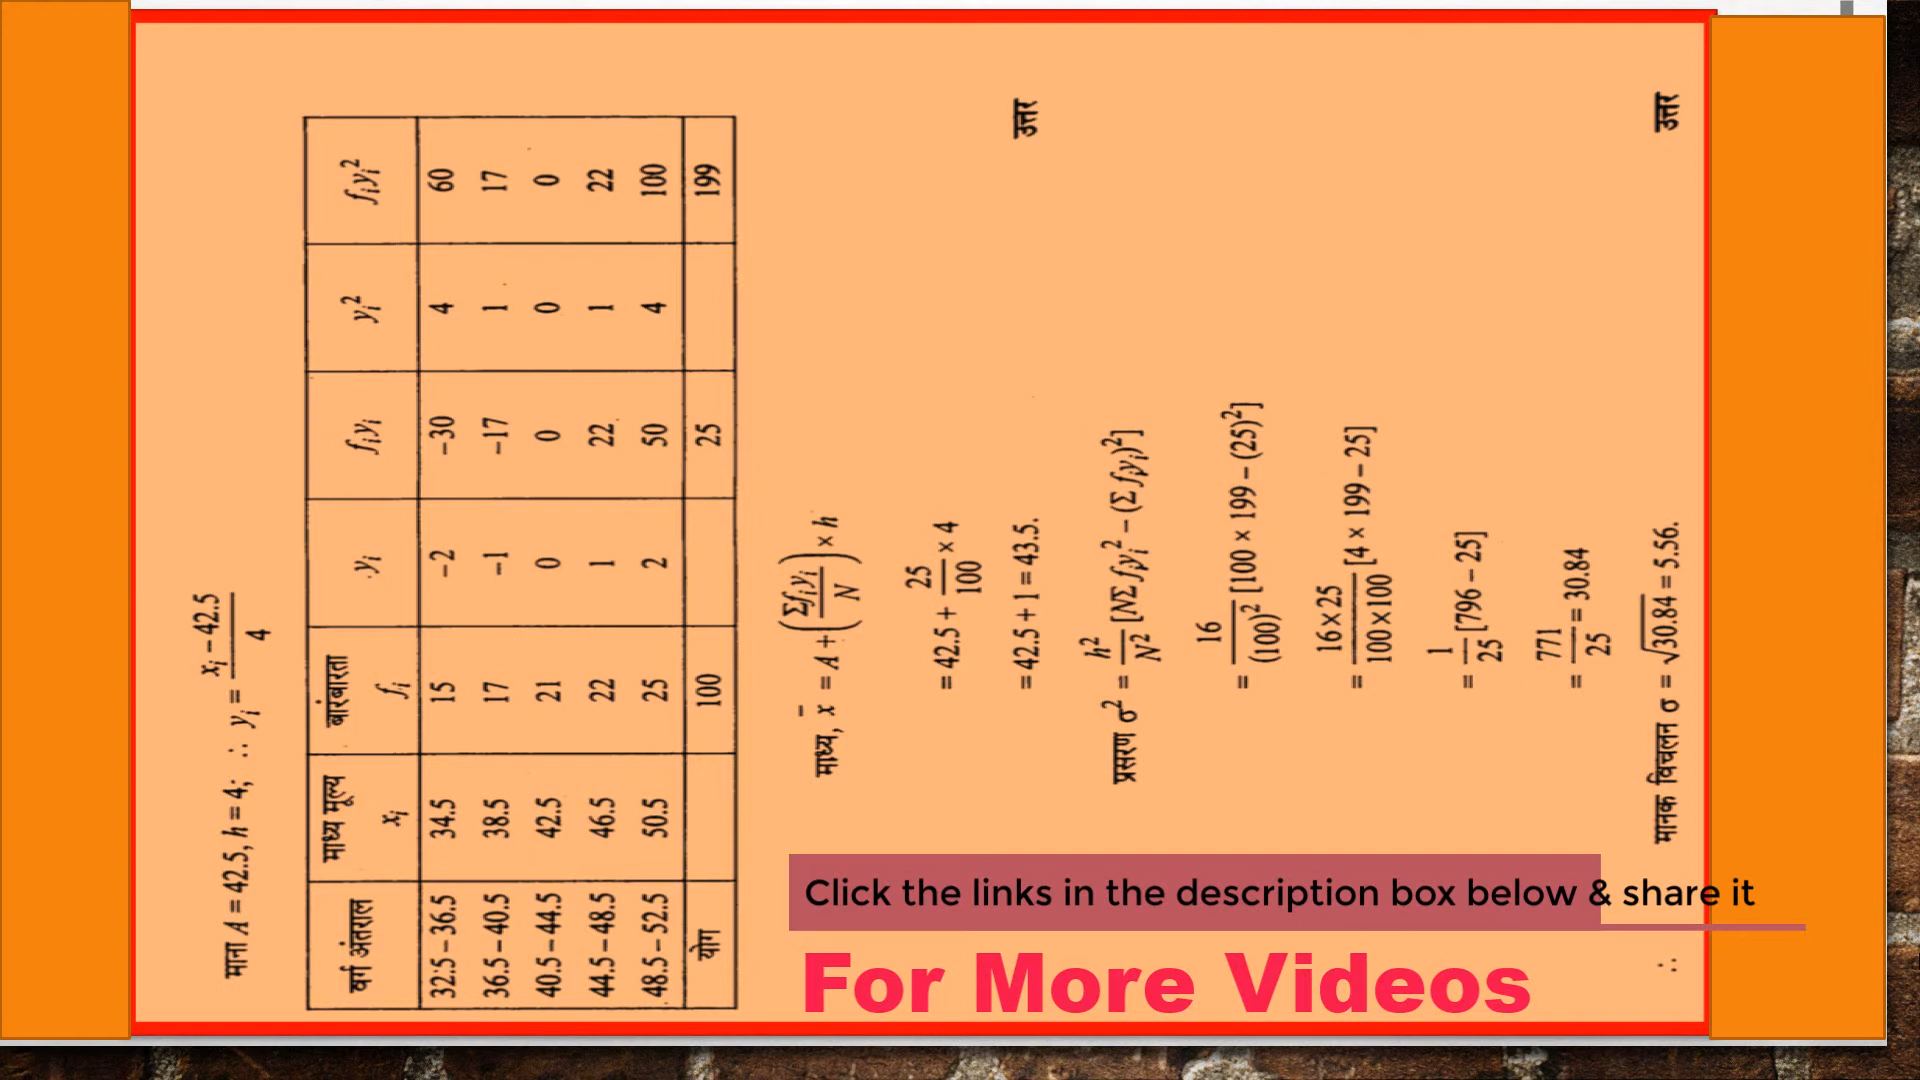 माना A = 42.5, h = 4; ∴ yᵢ = (xᵢ – 42.5)/4
वर्ग अंतराल माध्य मूल्य xᵢ बारंबारता fᵢ yᵢ fᵢyᵢ yᵢ² fᵢyᵢ²
32.5 – 36.5 34.5 15 –2 –30 4 60
36.5 – 40.5 38.5 17 –1 –17 1 17
40.5 – 44.5 42.5 21 0 0 0 0
44.5 – 48.5 46.5 22 1 22 1 22
48.5 – 52.5 50.5 25 2 50 4 100
योग 100 25 199
माध्य, x̄ = A + (Σfᵢyᵢ/N) × h
= 42.5 + 25/100 × 4
= 42.5 + 1 = 43.5. उत्तर
प्रसरण σ² = h²/N² [NΣfᵢyᵢ² – (Σfᵢyᵢ)²]
= 16/(100)² [100 × 199 – (25)²]
= 16×25/100×100 [4 × 199 – 25]
= 1/25 [796 – 25]
= 771/25 = 30.84
∴ मानक विचलन σ = √30.84 = 5.56. उत्तर
Click the links in the description box below & share it
For More Videos